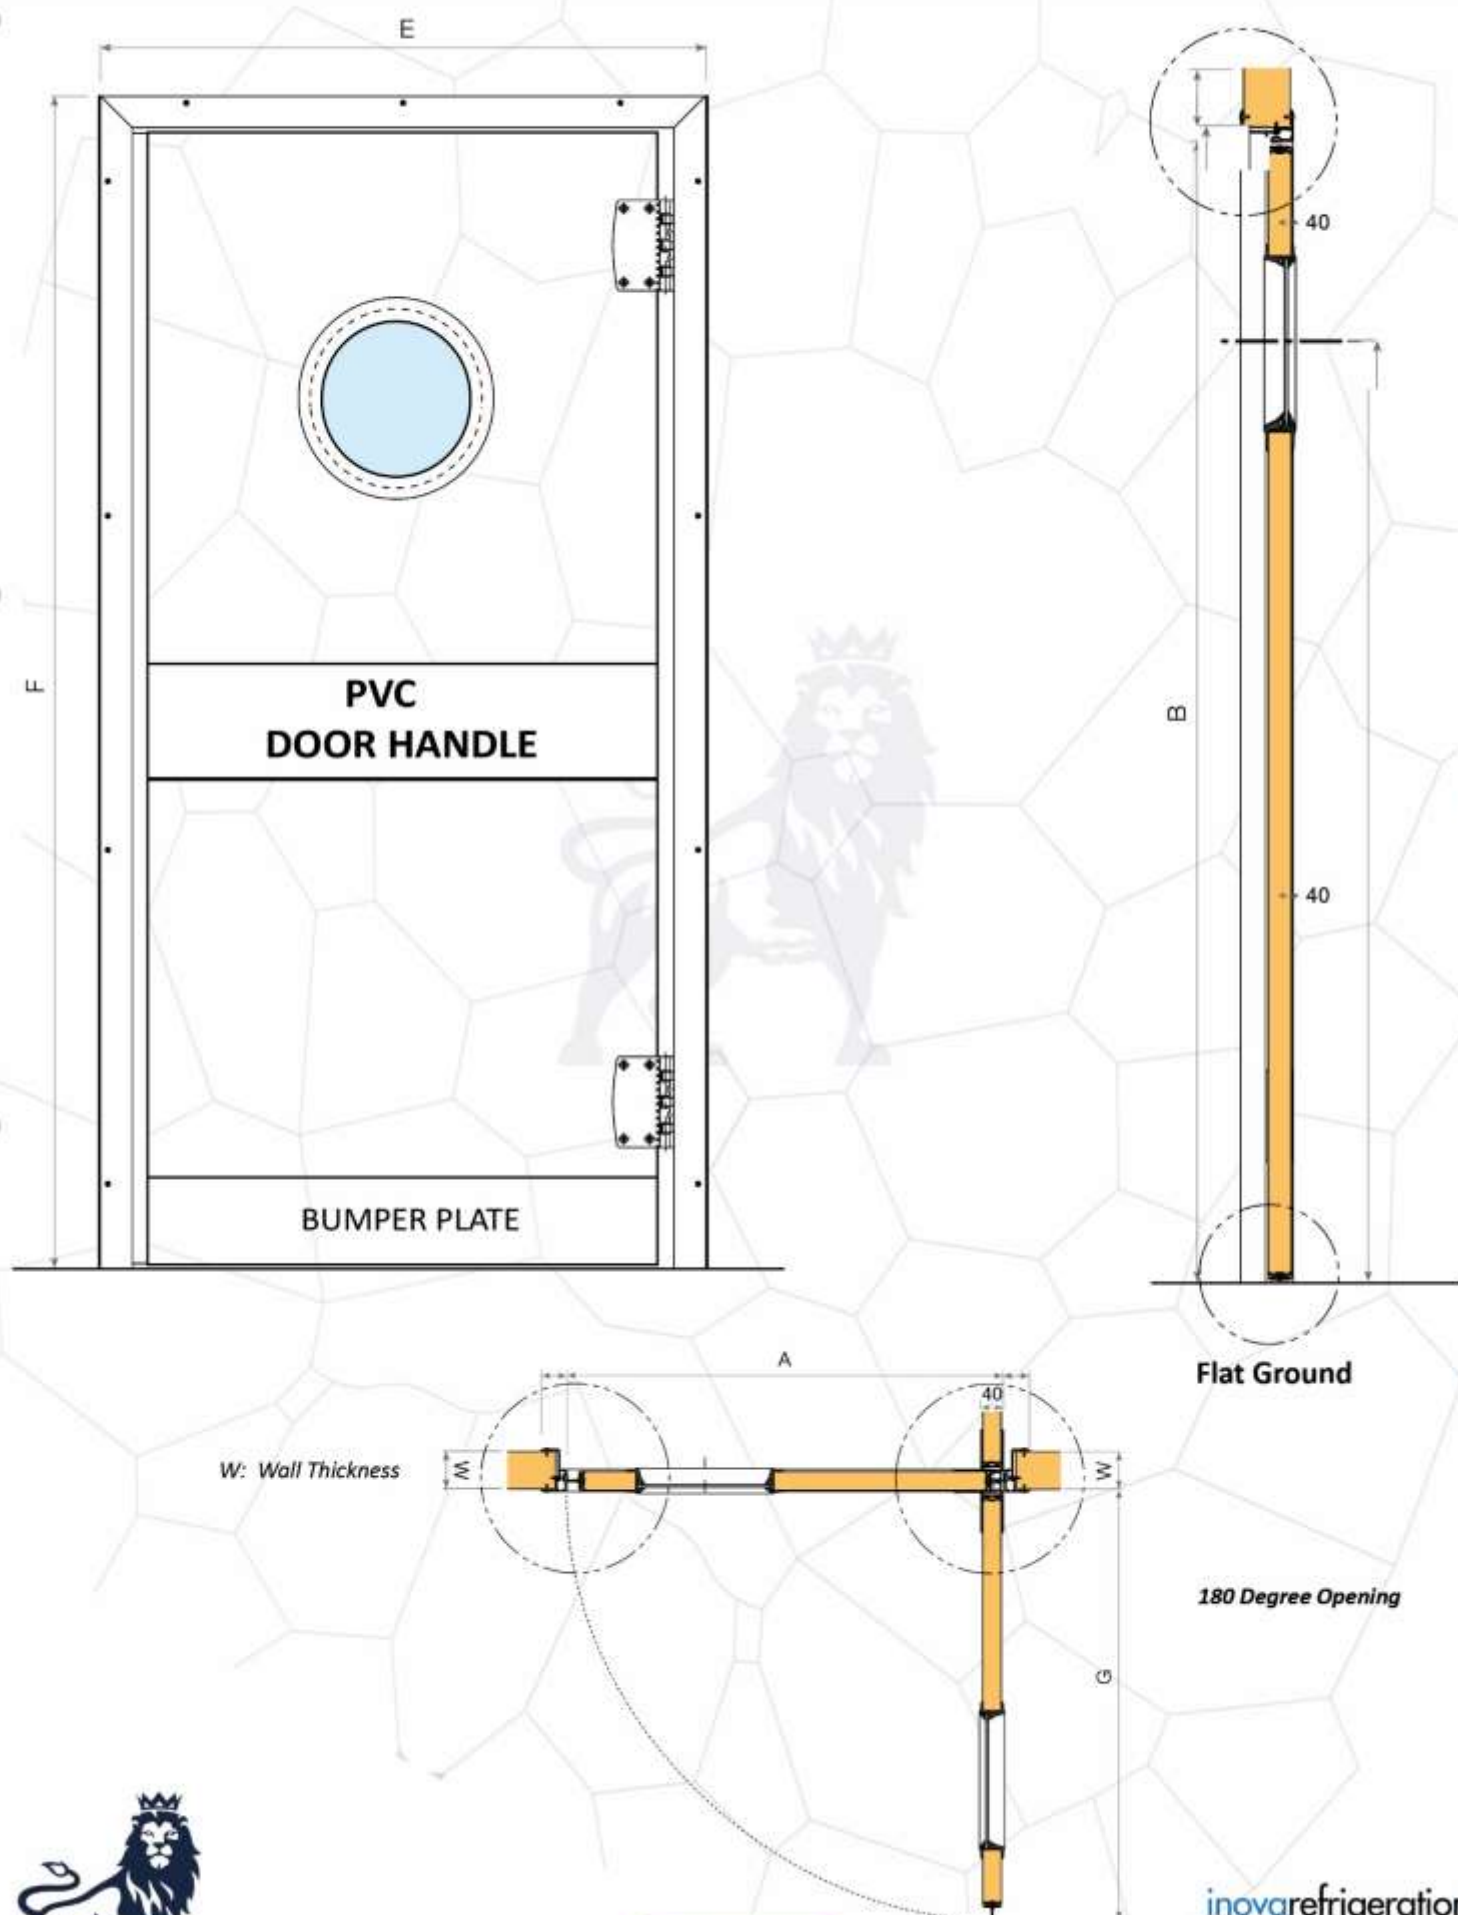 E
F
PVC
DOOR HANDLE
BUMPER PLATE
40
B
40
Flat Ground
A
40
W: Wall Thickness
W
W
180 Degree Opening
G
inovarefrigeration